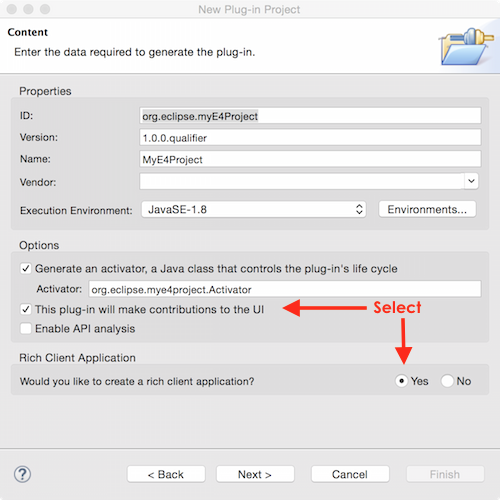 New Plug-in Project
Content
Enter the data required to generate the plug-in.
Properties
ID: org.eclipse.myE4Project
Version: 1.0.0.qualifier
Name: MyE4Project
Vendor:
Execution Environment: JavaSE-1.8 Environments...
Options
Generate an activator, a Java class that controls the plug-in's life cycle
Activator: org.eclipse.mye4project.Activator
This plug-in will make contributions to the UI Select
Enable API analysis
Rich Client Application
Would you like to create a rich client application? Yes No
? < Back Next > Cancel Finish